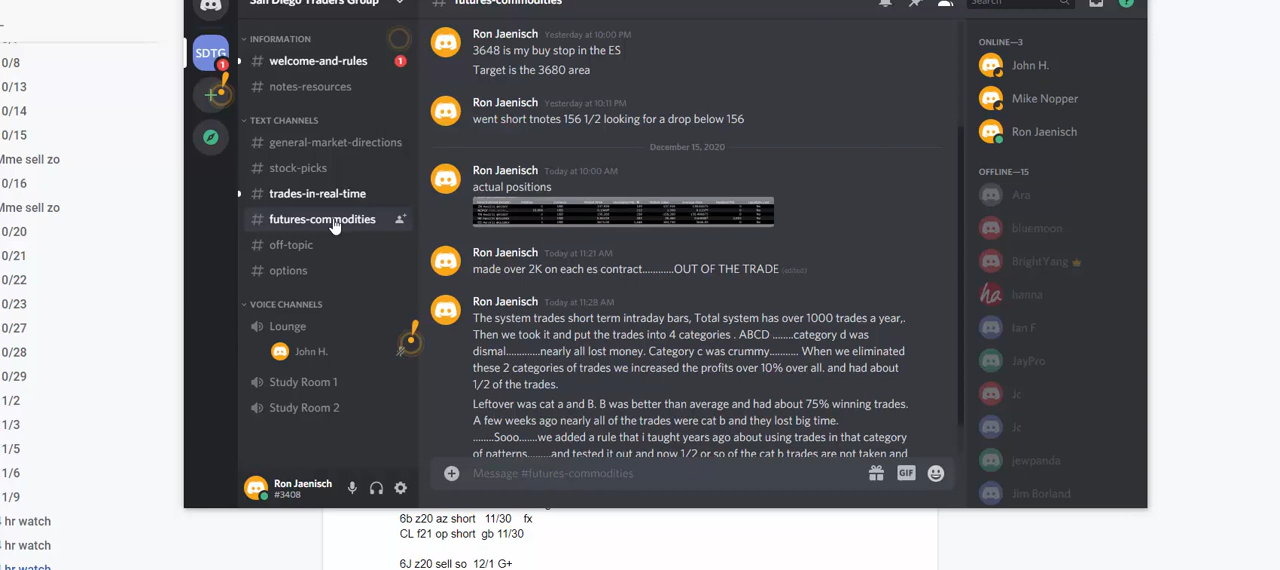 0/8
0/13
0/14
0/15
Mme sell zo
0/16
Mme sell zo
0/20
0/21
0/22
0/23
0/27
0/28
0/29
1/2
1/3
1/5
1/6
1/9
hr watch
hr watch
hr watch
San Diego Traders Group
SDTG
1
INFORMATION
welcome-and-rules 1
# notes-resources
TEXT CHANNELS
# general-market-directions
# stock-picks
# trades-in-real-time
# futures-commodities
# off-topic
# options
VOICE CHANNELS
Lounge
John H.
Study Room 1
Study Room 2
Ron Jaenisch
#3408
# futures-commodities
Search
Ron Jaenisch Yesterday at 10:00 PM
3648 is my buy stop in the ES
Target is the 3680 area
Ron Jaenisch Yesterday at 10:11 PM
went short tnotes 156 1/2 looking for a drop below 156
December 15, 2020
Ron Jaenisch Today at 10:00 AM
actual positions
Ron Jaenisch Today at 11:21 AM
made over 2K on each es contract............OUT OF THE TRADE (edited)
Ron Jaenisch Today at 11:28 AM
The system trades short term intraday bars, Total system has over 1000 trades a year,.
Then we took it and put the trades into 4 categories . ABCD ........category d was
dismal.............nearly all lost money. Category c was crummy.......... When we eliminated
these 2 categories of trades we increased the profits over 10% over all. and had about
1/2 of the trades.
Leftover was cat a and B. B was better than average and had about 75% winning trades.
A few weeks ago nearly all of the trades were cat b and they lost big time.
........Sooo.......we added a rule that i taught years ago about using trades in that category
of patterns........and tested it out and now 1/2 or so of the cat b trades are not taken and
Message #futures-commodities
GIF
ONLINE—3
John H.
Mike Nopper
Ron Jaenisch
OFFLINE—15
Ara
bluemoon
BrightYang
hanna
Ian F
JayPro
Jc
Jc
jewpanda
Jim Borland
6b z20 az short 11/30 fx
CL f21 op short gb 11/30
6J z20 sell so 12/1 G+